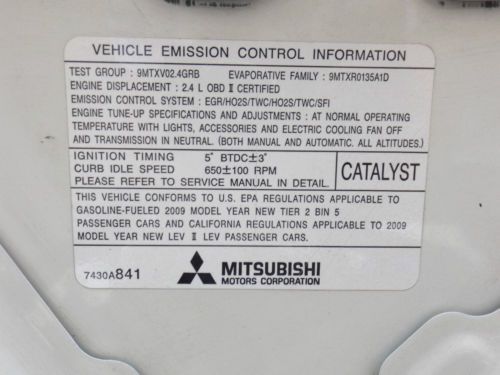 VEHICLE EMISSION CONTROL INFORMATION
TEST GROUP : 9MTXV02.4GRB EVAPORATIVE FAMILY : 9MTXR0135A1D
ENGINE DISPLACEMENT : 2.4 L OBD Ⅱ CERTIFIED
EMISSION CONTROL SYSTEM : EGR/HO2S/TWC/HO2S/TWC/SFI
ENGINE TUNE-UP SPECIFICATIONS AND ADJUSTMENTS : AT NORMAL OPERATING
TEMPERATURE WITH LIGHTS, ACCESSORIES AND ELECTRIC COOLING FAN OFF
AND TRANSMISSION IN NEUTRAL. (BOTH MANUAL AND AUTOMATIC. ALL ALTITUDES.)
IGNITION TIMING 5° BTDC±3°
CURB IDLE SPEED 650±100 RPM
PLEASE REFER TO SERVICE MANUAL IN DETAIL.
CATALYST
THIS VEHICLE CONFORMS TO U.S. EPA REGULATIONS APPLICABLE TO
GASOLINE-FUELED 2009 MODEL YEAR NEW TIER 2 BIN 5
PASSENGER CARS AND CALIFORNIA REGULATIONS APPLICABLE TO 2009
MODEL YEAR NEW LEV Ⅱ LEV PASSENGER CARS.
7430A841
MITSUBISHI
MOTORS CORPORATION